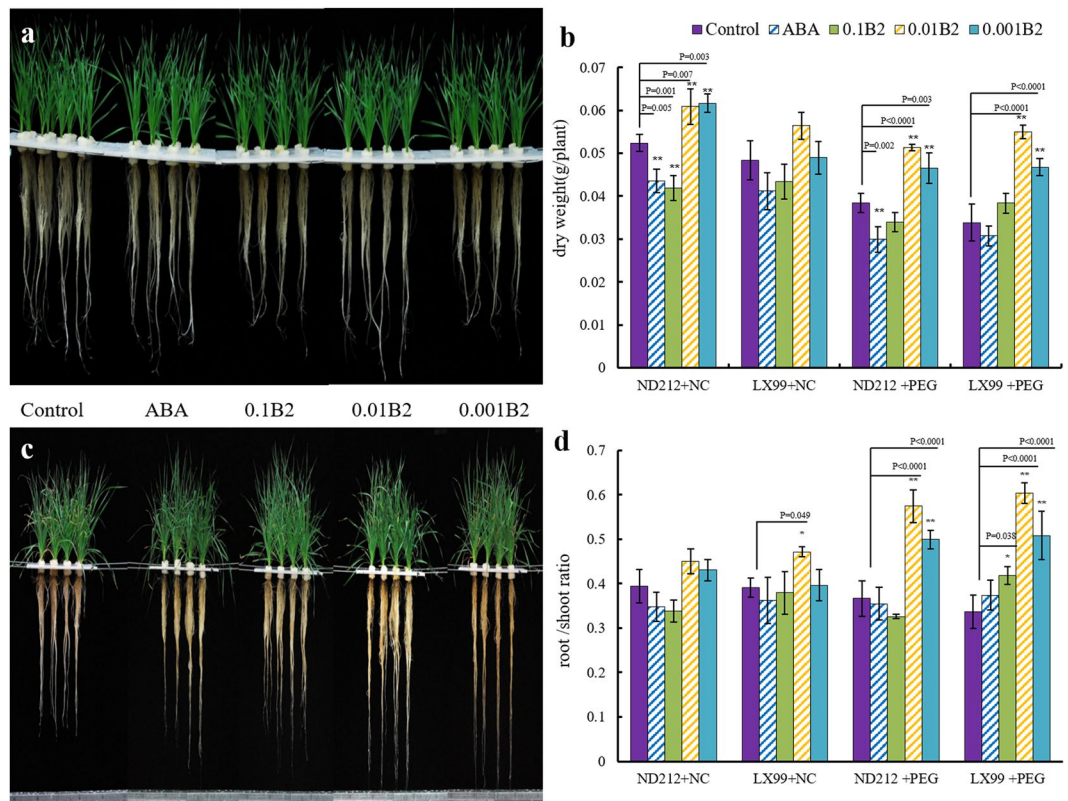 a
Control ABA 0.1B2 0.01B2 0.001B2
c
b
Control ABA 0.1B2 0.01B2 0.001B2
dry weight(g/plant)
0.07
0.06
0.05
0.04
0.03
0.02
0.01
0
P=0.003
P=0.007
P=0.001
P=0.005
** ** ** **
P=0.003
P<0.0001
P=0.002
** ** **
P<0.0001
P<0.0001
** **
ND212+NC LX99+NC ND212 +PEG LX99 +PEG
d
root /shoot ratio
0.7
0.6
0.5
0.4
0.3
0.2
0.1
0
P=0.049
*
P<0.0001
P<0.0001
** **
P<0.0001
P<0.0001
P=0.038
* ** **
ND212+NC LX99+NC ND212 +PEG LX99 +PEG